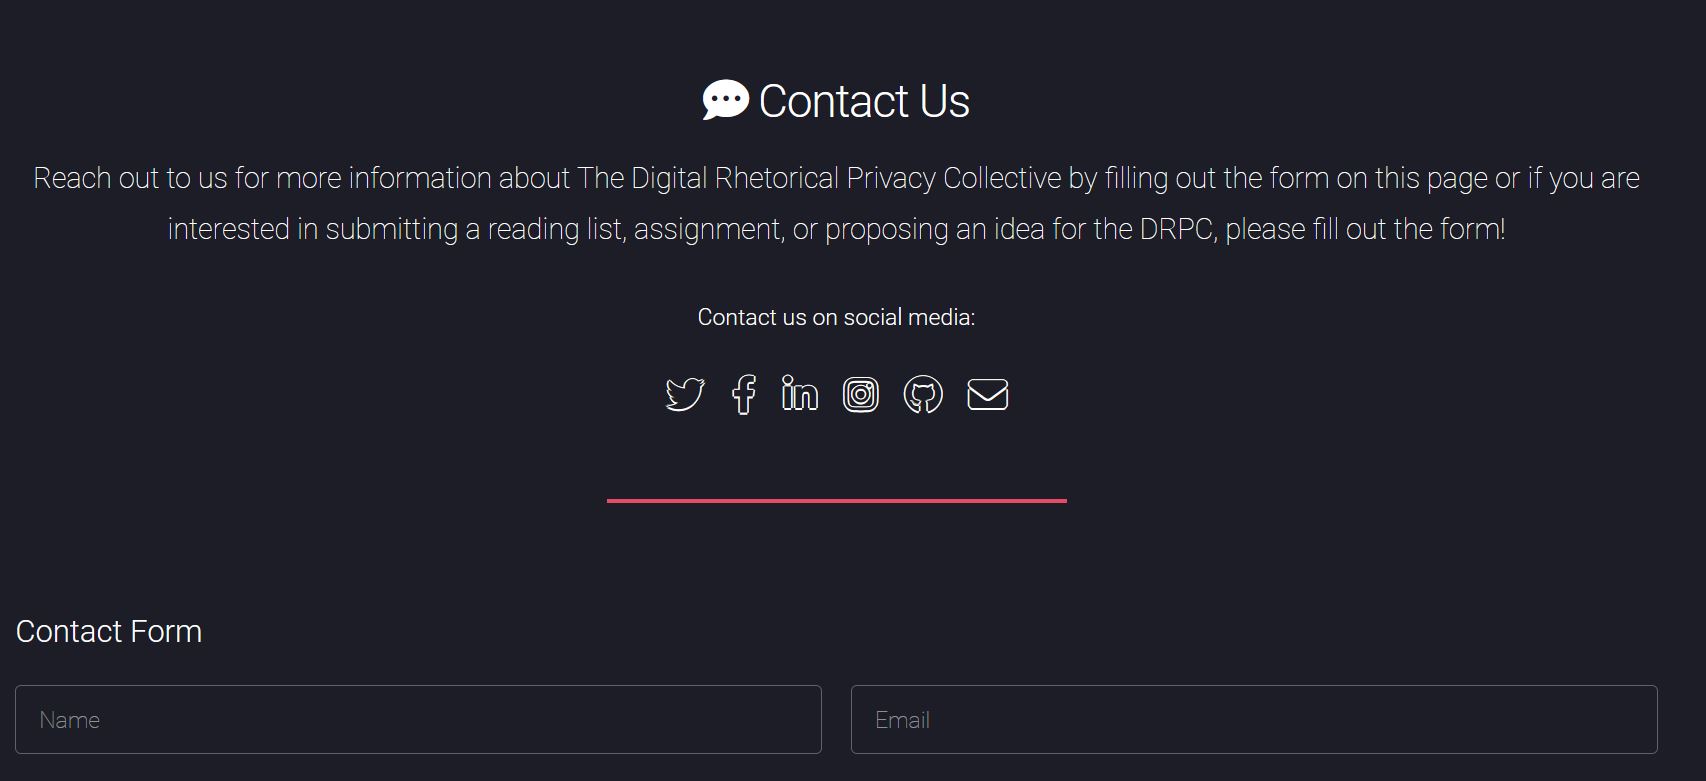 Contact Us
Reach out to us for more information about The Digital Rhetorical Privacy Collective by filling out the form on this page or if you are
interested in submitting a reading list, assignment, or proposing an idea for the DRPC, please fill out the form!
Contact us on social media:
Contact Form
Name
Email